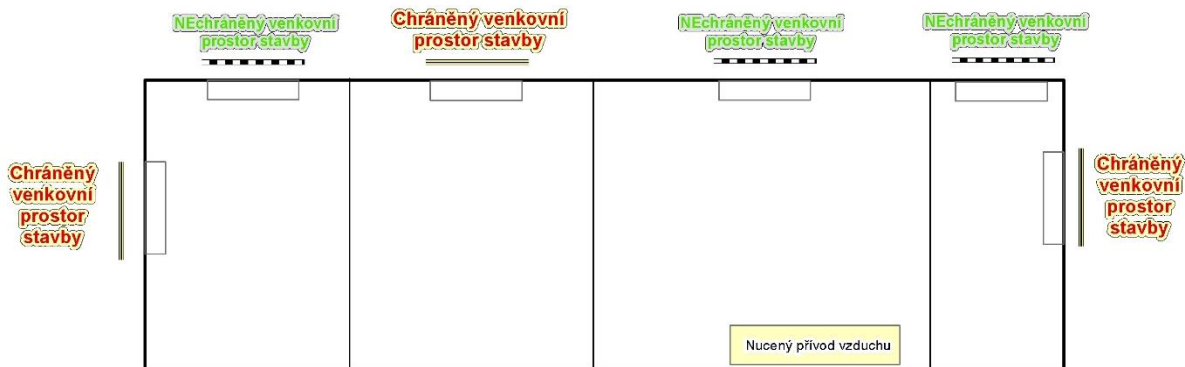 NEchráněný venkovní
prostor stavby
Chráněný venkovní
prostor stavby
NEchráněný venkovní
prostor stavby
NEchráněný venkovní
prostor stavby
Chráněný
venkovní
prostor
stavby
Chráněný
venkovní
prostor
stavby
Nucený přívod vzduchu